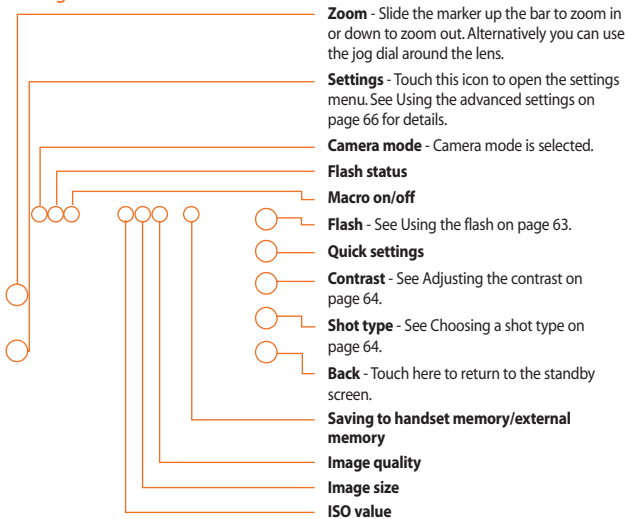 Zoom - Slide the marker up the bar to zoom in
or down to zoom out. Alternatively you can use
the jog dial around the lens.
Settings - Touch this icon to open the settings
menu. See Using the advanced settings on
page 66 for details.
Camera mode - Camera mode is selected.
Flash status
Macro on/off
Flash - See Using the flash on page 63.
Quick settings
Contrast - See Adjusting the contrast on
page 64.
Shot type - See Choosing a shot type on
page 64.
Back - Touch here to return to the standby
screen.
Saving to handset memory/external
memory
Image quality
Image size
ISO value